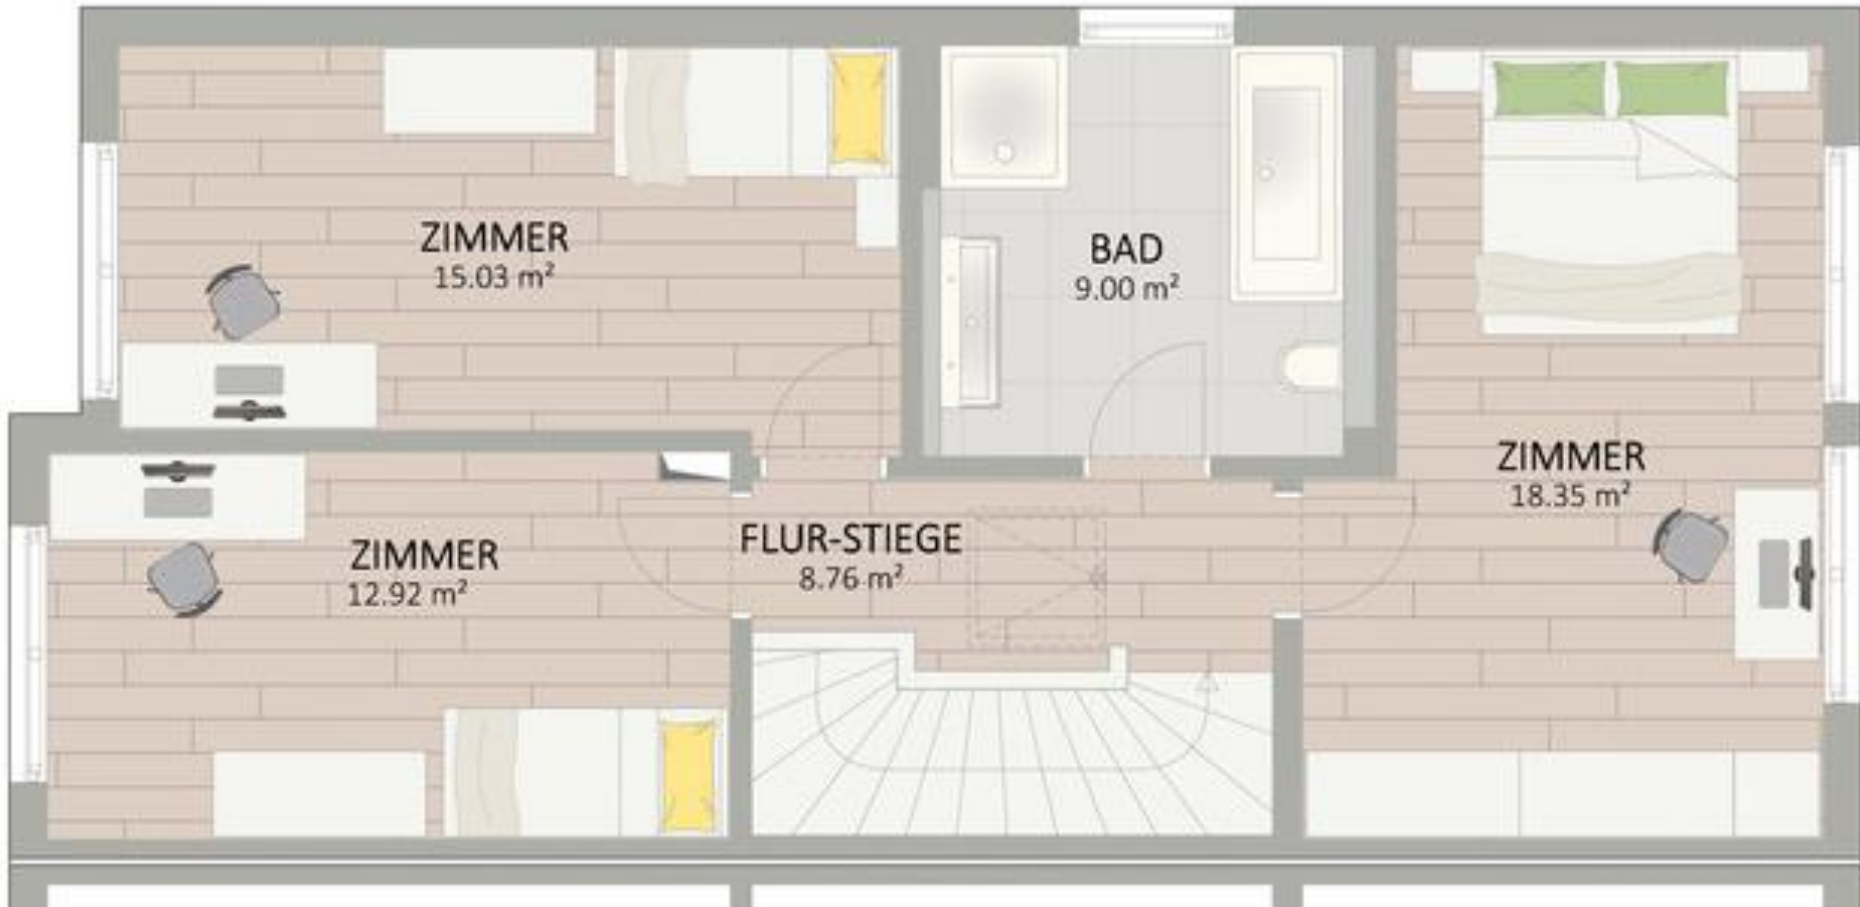 ZIMMER
15.03 m²
BAD
9.00 m²
ZIMMER
18.35 m²
ZIMMER
12.92 m²
FLUR-STIEGE
8.76 m²